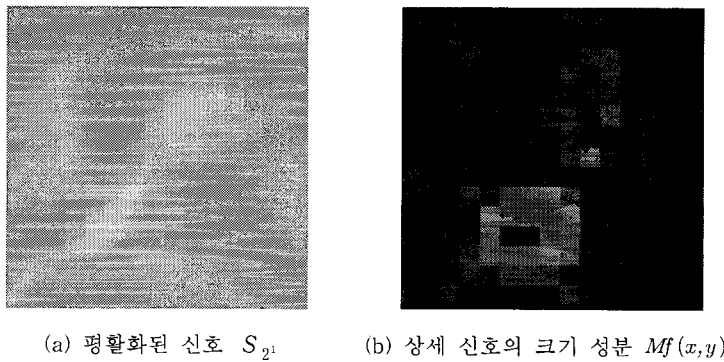 (a) 평활화된 신호 S_{2^1}
(b) 상세 신호의 크기 성분 Mf(x,y)